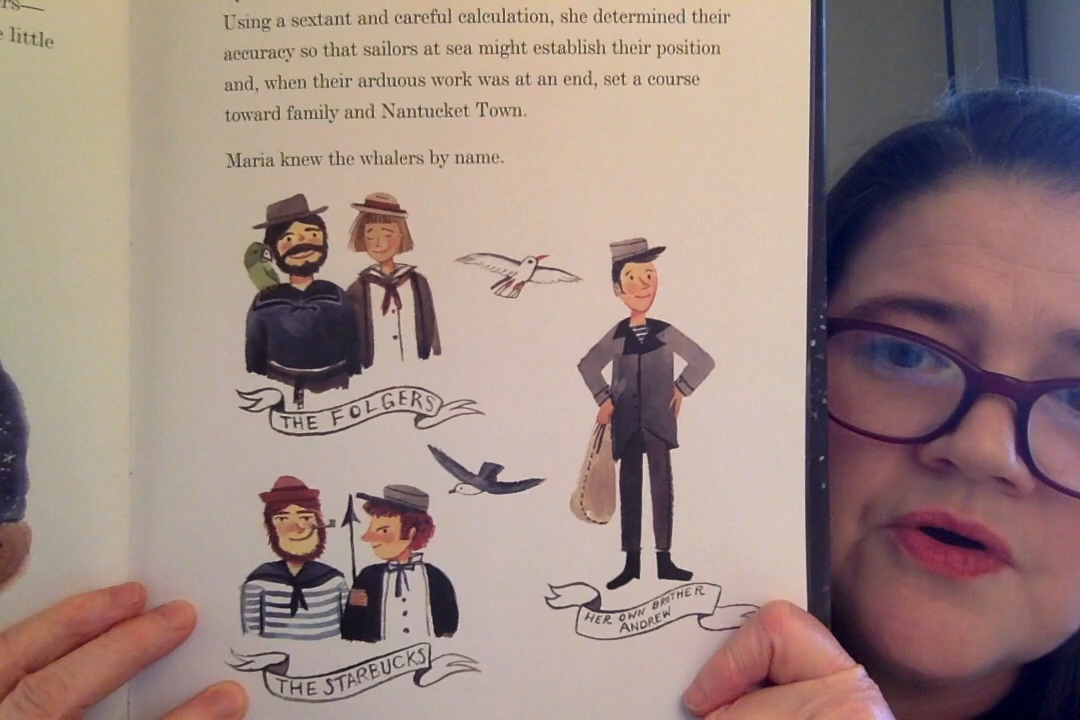 rs—
little
Using a sextant and careful calculation, she determined their
accuracy so that sailors at sea might establish their position
and, when their arduous work was at an end, set a course
toward family and Nantucket Town.
Maria knew the whalers by name.
THE FOLGERS
THE STARBUCKS
HER OWN BROTHER
ANDREW